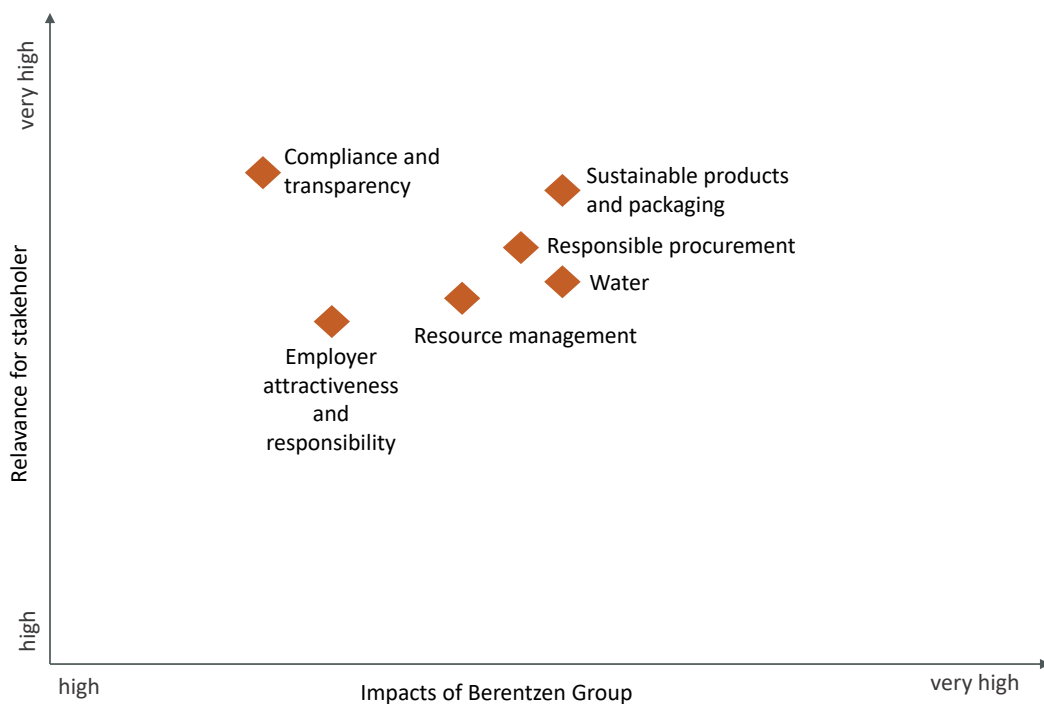 very high
Relavance for stakeholer
high
Compliance and
transparency
Sustainable products
and packaging
Responsible procurement
Water
Resource management
Employer
attractiveness
and
responsibility
high
Impacts of Berentzen Group
very high